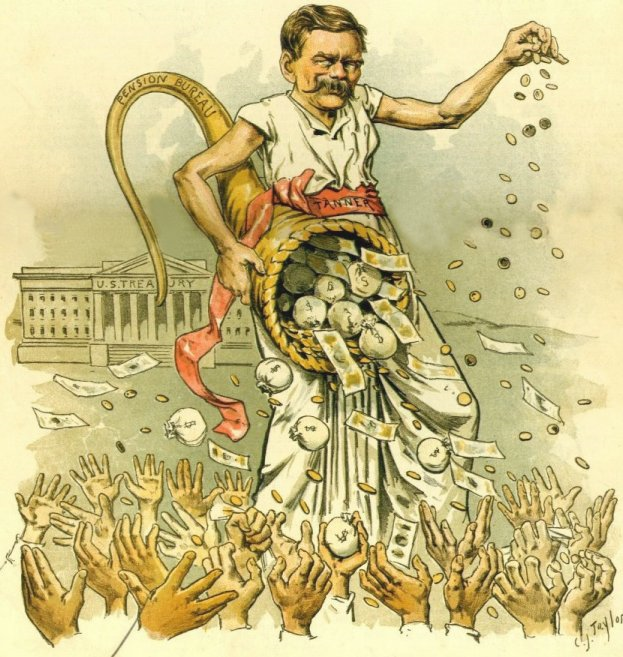 PENSION BUREAU
TANNER
U.S. TREASURY
$
$
$
$
$
$
C.J. Taylor